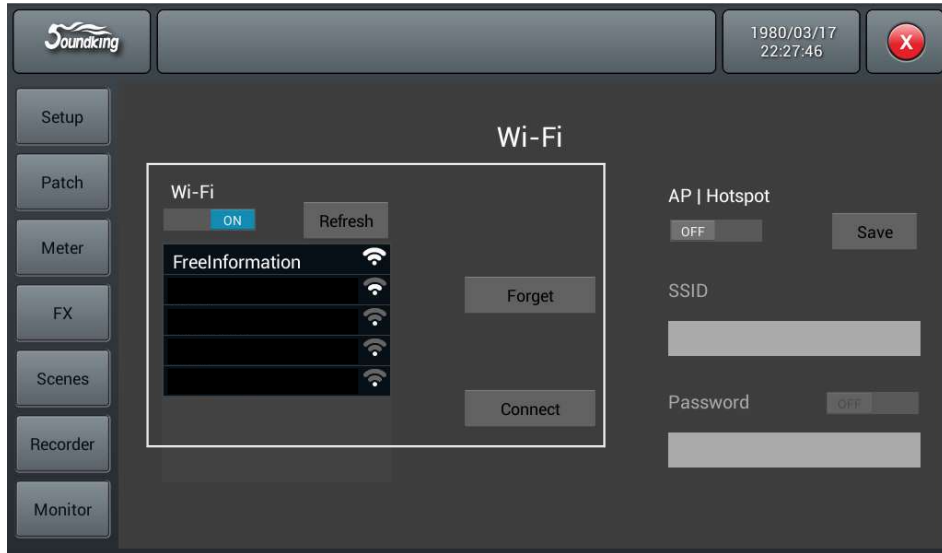 Soundking
1980/03/17
22:27:46
X
Setup
Patch
Meter
FX
Scenes
Recorder
Monitor
Wi-Fi
Wi-Fi
ON
Refresh
FreeInformation
Forget
Connect
AP | Hotspot
OFF
Save
SSID
Password
OFF